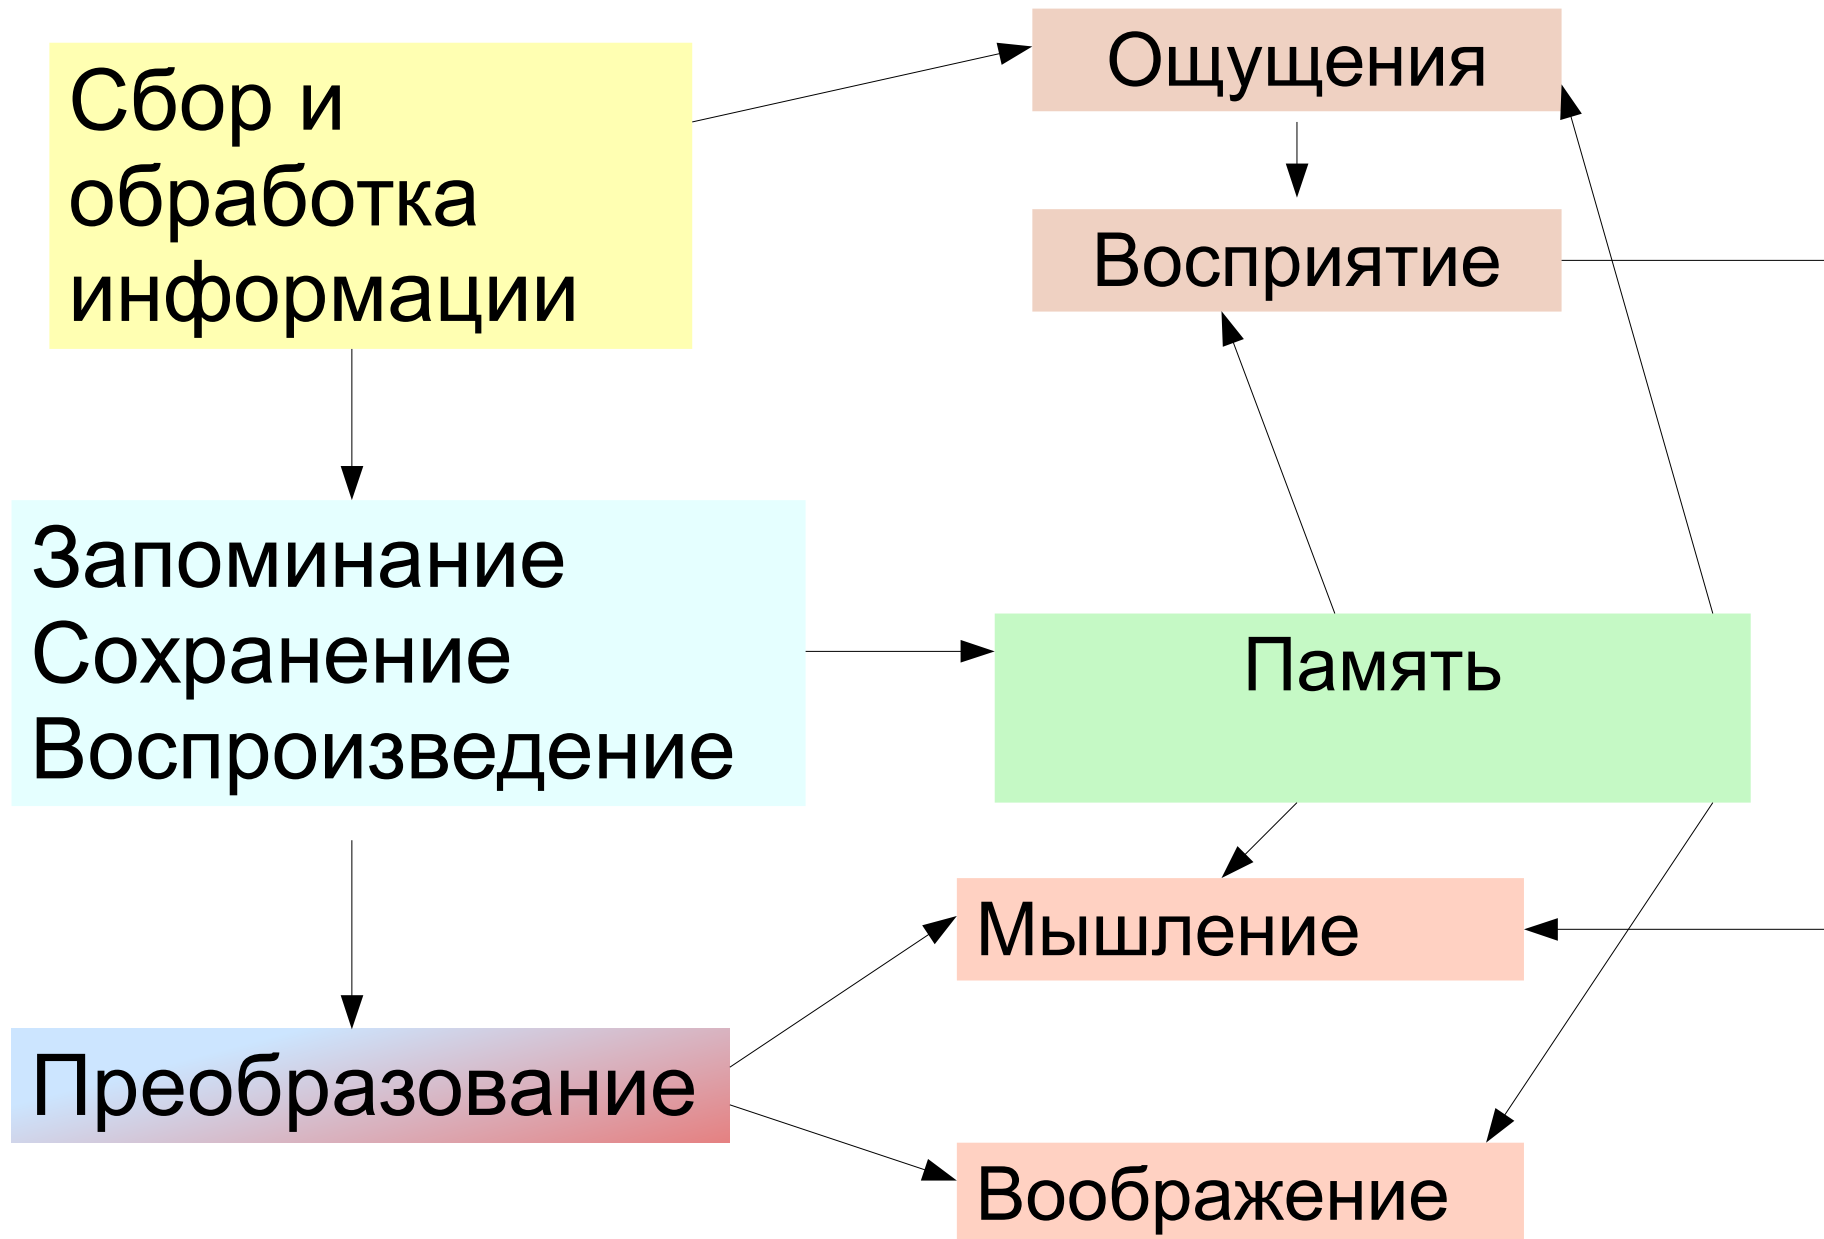 Сбор и
обработка
информации
Ощущения
Восприятие
Запоминание
Сохранение
Воспроизведение
Память
Мышление
Преобразование
Воображение